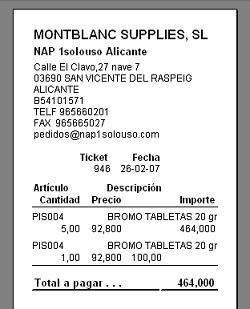 MONTBLANC SUPPLIES, SL
NAP 1solouso Alicante
Calle El Clavo,27 nave 7
03690 SAN VICENTE DEL RASPEIG
ALICANTE
B54101571
TELF 965660201
FAX 965665027
pedidos@nap1solouso.com
Ticket Fecha
946 26-02-07
Artículo Descripción
Cantidad Precio Importe
PIS004 BROMO TABLETAS 20 gr
5,00 92,800 464,000
PIS004 BROMO TABLETAS 20 gr
1,00 92,800 100,00
Total a pagar . . . 464,000